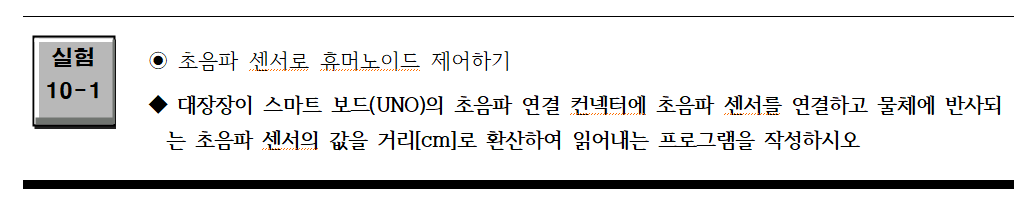 실험
10-1
◉ 초음파 센서로 휴머노이드 제어하기
◆ 대장장이 스마트 보드(UNO)의 초음파 연결 컨넥터에 초음파 센서를 연결하고 물체에 반사되
는 초음파 센서의 값을 거리[cm]로 환산하여 읽어내는 프로그램을 작성하시오